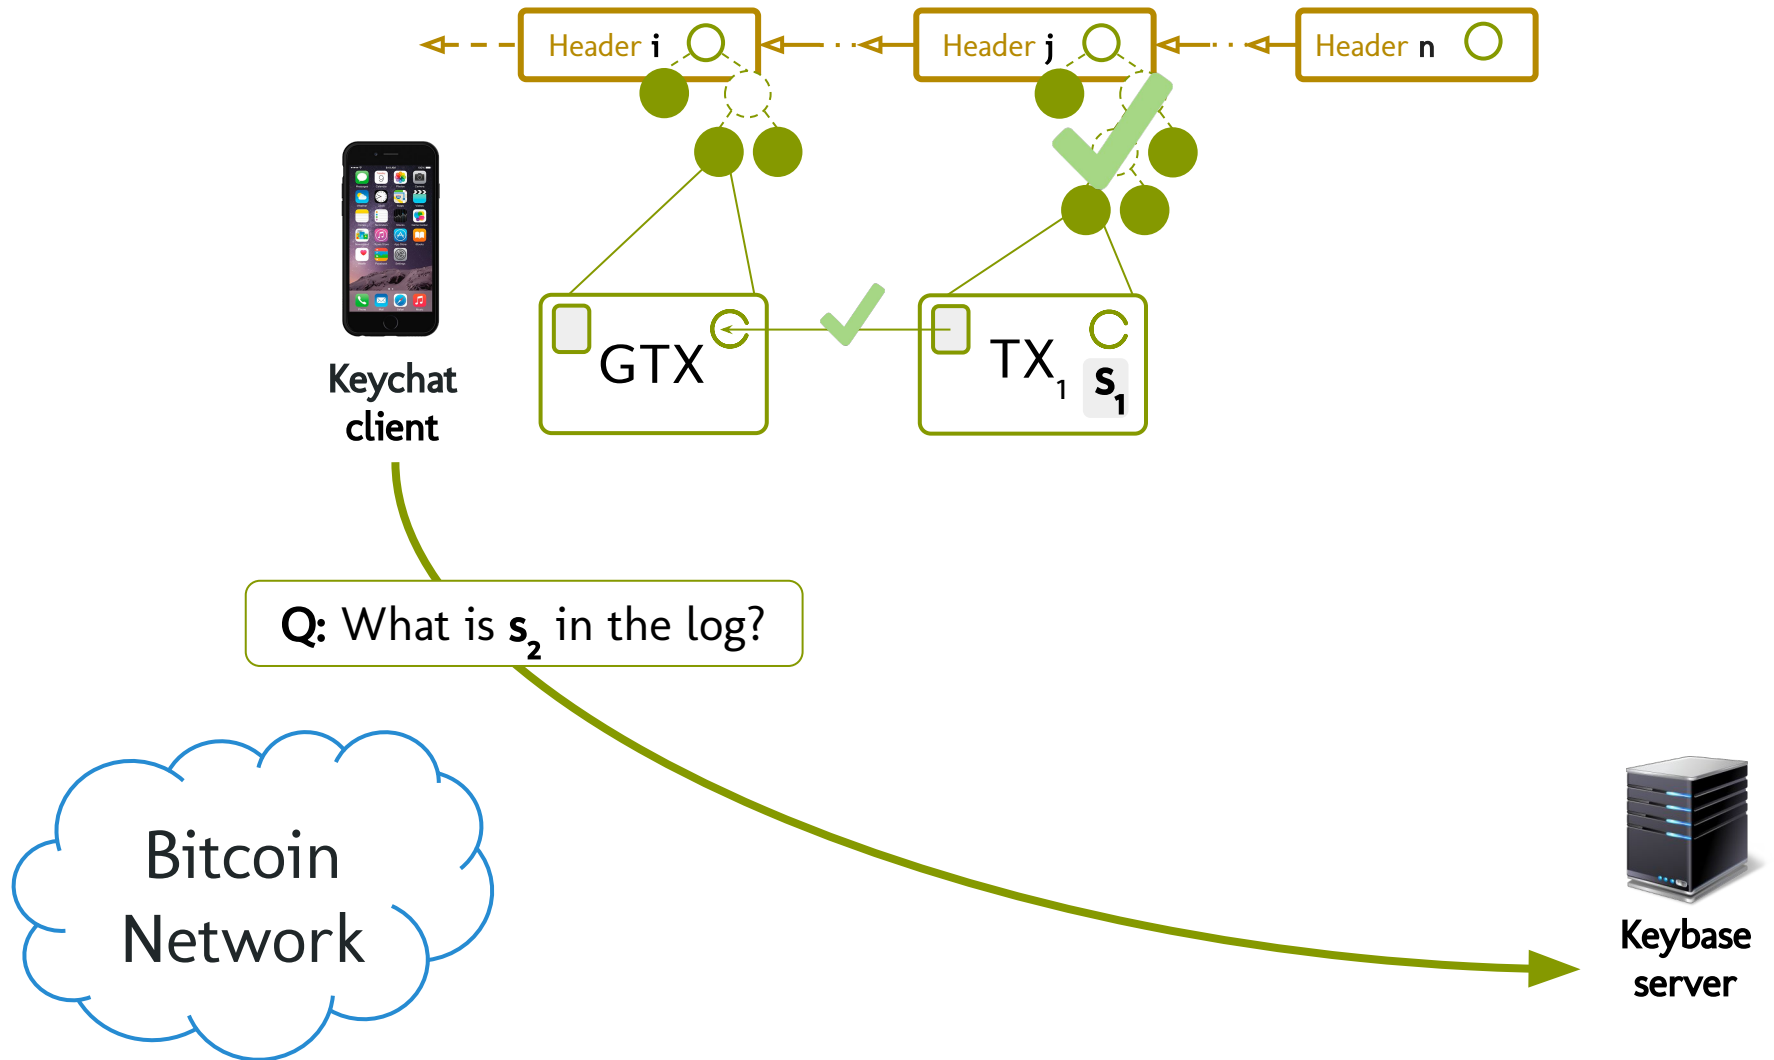 Header i
Header j
Header n
GTX
TX1
s1
Keychat
client
Q: What is s2 in the log?
Bitcoin
Network
Keybase
server